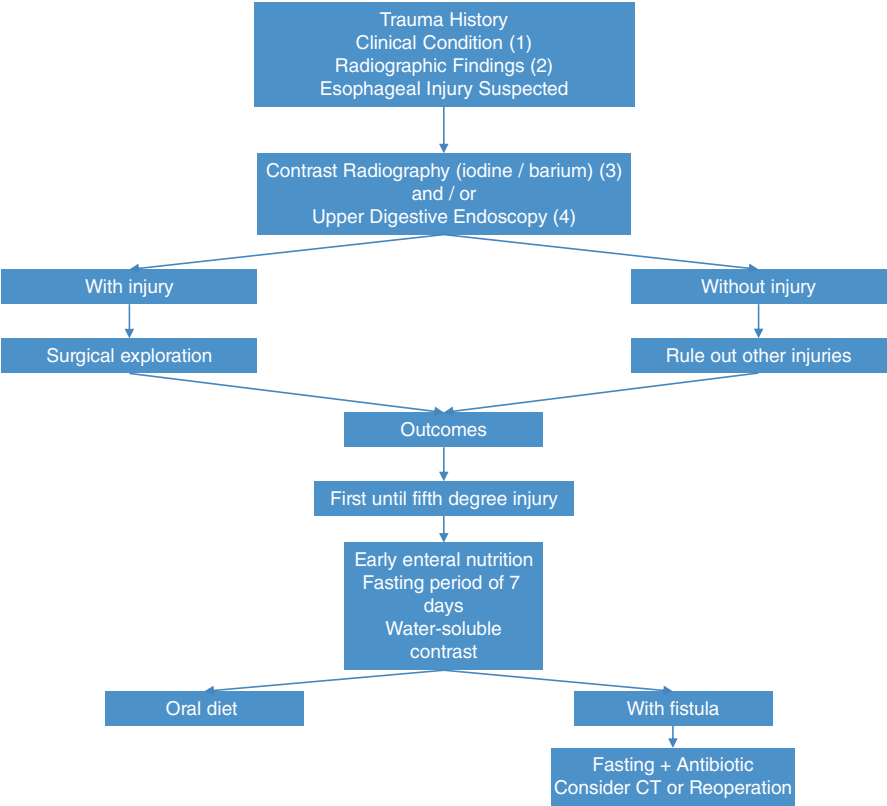 Trauma History
Clinical Condition (1)
Radiographic Findings (2)
Esophageal Injury Suspected
Contrast Radiography (iodine / barium) (3)
and / or
Upper Digestive Endoscopy (4)
With injury
Without injury
Surgical exploration
Rule out other injuries
Outcomes
First until fifth degree injury
Early enteral nutrition
Fasting period of 7
days
Water-soluble
contrast
Oral diet
With fistula
Fasting + Antibiotic
Consider CT or Reoperation